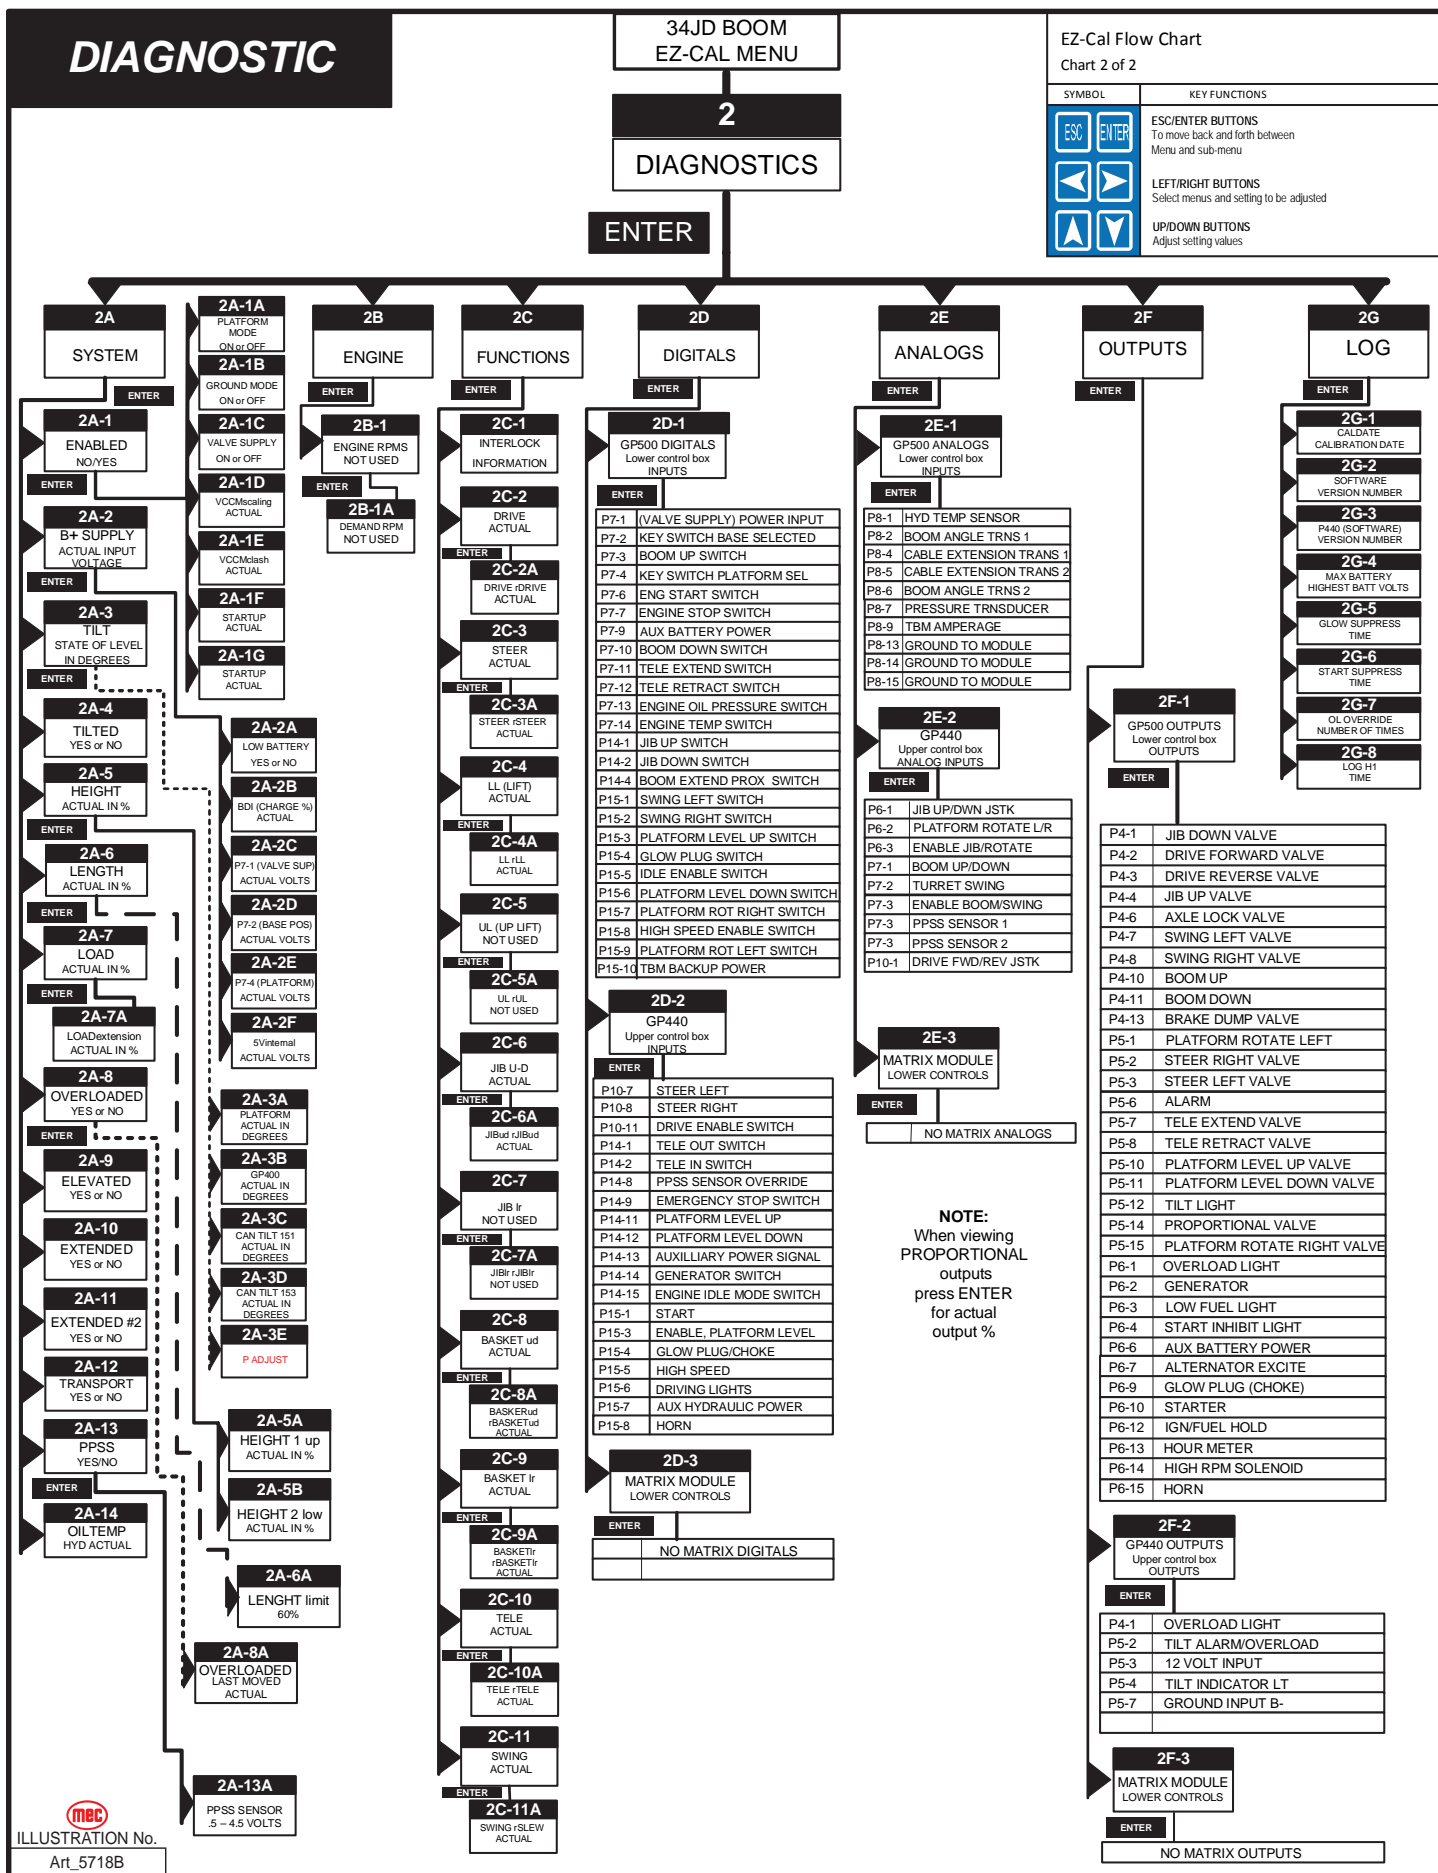 DIAGNOSTIC
34JD BOOM
EZ-CAL MENU
2
DIAGNOSTICS
ENTER
EZ-Cal Flow Chart
Chart 2 of 2
SYMBOL KEY FUNCTIONS
ESC ENTER
ESC/ENTER BUTTONS
To move back and forth between
Menu and sub-menu
LEFT/RIGHT BUTTONS
Select menus and setting to be adjusted
UP/DOWN BUTTONS
Adjust setting values
2A
SYSTEM
ENTER
2A-1
ENABLED
NO/YES
ENTER
2A-2
B+ SUPPLY
ACTUAL INPUT
VOLTAGE
ENTER
2A-3
TILT
STATE OF LEVEL
IN DEGREES
ENTER
2A-4
TILTED
YES or NO
2A-5
HEIGHT
ACTUAL IN %
ENTER
2A-6
LENGTH
ACTUAL IN %
ENTER
2A-7
LOAD
ACTUAL IN %
ENTER
2A-7A
LOADextension
ACTUAL IN %
2A-8
OVERLOADED
YES or NO
ENTER
2A-9
ELEVATED
YES or NO
2A-10
EXTENDED
YES or NO
2A-11
EXTENDED #2
YES or NO
2A-12
TRANSPORT
YES or NO
2A-13
PPSS
YES/NO
ENTER
2A-14
OILTEMP
HYD ACTUAL
2A-1A
PLATFORM
MODE
ON or OFF
2A-1B
GROUND MODE
ON or OFF
2A-1C
VALVE SUPPLY
ON or OFF
2A-1D
VCCMscaling
ACTUAL
2A-1E
VCCMclash
ACTUAL
2A-1F
STARTUP
ACTUAL
2A-1G
STARTUP
ACTUAL
2A-2A
LOW BATTERY
YES or NO
2A-2B
BDI (CHARGE %)
ACTUAL
2A-2C
P7-1 (VALVE SUP)
ACTUAL VOLTS
2A-2D
P7-2 (BASE POS)
ACTUAL VOLTS
2A-2E
P7-4 (PLATFORM)
ACTUAL VOLTS
2A-2F
5Vinternal
ACTUAL VOLTS
2A-3A
PLATFORM
ACTUAL IN
DEGREES
2A-3B
GP400
ACTUAL IN
DEGREES
2A-3C
CAN TILT 151
ACTUAL IN
DEGREES
2A-3D
CAN TILT 153
ACTUAL IN
DEGREES
2A-3E
P ADJUST
2A-5A
HEIGHT 1 up
ACTUAL IN %
2A-5B
HEIGHT 2 low
ACTUAL IN %
2A-6A
LENGHT limit
60%
2A-8A
OVERLOADED
LAST MOVED
ACTUAL
2A-13A
PPSS SENSOR
.5 – 4.5 VOLTS
2B
ENGINE
ENTER
2B-1
ENGINE RPMS
NOT USED
ENTER
2B-1A
DEMAND RPM
NOT USED
2C
FUNCTIONS
ENTER
2C-1
INTERLOCK
INFORMATION
2C-2
DRIVE
ACTUAL
ENTER
2C-2A
DRIVE rDRIVE
ACTUAL
2C-3
STEER
ACTUAL
ENTER
2C-3A
STEER rSTEER
ACTUAL
2C-4
LL (LIFT)
ACTUAL
ENTER
2C-4A
LL rLL
ACTUAL
2C-5
UL (UP LIFT)
NOT USED
ENTER
2C-5A
UL rUL
NOT USED
2C-6
JIB U-D
ACTUAL
ENTER
2C-6A
JIBud rJIBud
ACTUAL
2C-7
JIB lr
NOT USED
ENTER
2C-7A
JIBlr rJIBlr
NOT USED
2C-8
BASKET ud
ACTUAL
ENTER
2C-8A
BASKERud
rBASKETud
ACTUAL
2C-9
BASKET lr
ACTUAL
ENTER
2C-9A
BASKETlr
rBASKETlr
ACTUAL
2C-10
TELE
ACTUAL
ENTER
2C-10A
TELE rTELE
ACTUAL
2C-11
SWING
ACTUAL
ENTER
2C-11A
SWING rSLEW
ACTUAL
2D
DIGITALS
ENTER
2D-1
GP500 DIGITALS
Lower control box
INPUTS
ENTER
P7-1 (VALVE SUPPLY) POWER INPUT
P7-2 KEY SWITCH BASE SELECTED
P7-3 BOOM UP SWITCH
P7-4 KEY SWITCH PLATFORM SEL
P7-6 ENG START SWITCH
P7-7 ENGINE STOP SWITCH
P7-9 AUX BATTERY POWER
P7-10 BOOM DOWN SWITCH
P7-11 TELE EXTEND SWITCH
P7-12 TELE RETRACT SWITCH
P7-13 ENGINE OIL PRESSURE SWITCH
P7-14 ENGINE TEMP SWITCH
P14-1 JIB UP SWITCH
P14-2 JIB DOWN SWITCH
P14-4 BOOM EXTEND PROX SWITCH
P15-1 SWING LEFT SWITCH
P15-2 SWING RIGHT SWITCH
P15-3 PLATFORM LEVEL UP SWITCH
P15-4 GLOW PLUG SWITCH
P15-5 IDLE ENABLE SWITCH
P15-6 PLATFORM LEVEL DOWN SWITCH
P15-7 PLATFORM ROT RIGHT SWITCH
P15-8 HIGH SPEED ENABLE SWITCH
P15-9 PLATFORM ROT LEFT SWITCH
P15-10 TBM BACKUP POWER
2D-2
GP440
Upper control box
INPUTS
ENTER
P10-7 STEER LEFT
P10-8 STEER RIGHT
P10-11 DRIVE ENABLE SWITCH
P14-1 TELE OUT SWITCH
P14-2 TELE IN SWITCH
P14-8 PPSS SENSOR OVERRIDE
P14-9 EMERGENCY STOP SWITCH
P14-11 PLATFORM LEVEL UP
P14-12 PLATFORM LEVEL DOWN
P14-13 AUXILLIARY POWER SIGNAL
P14-14 GENERATOR SWITCH
P14-15 ENGINE IDLE MODE SWITCH
P15-1 START
P15-3 ENABLE, PLATFORM LEVEL
P15-4 GLOW PLUG/CHOKE
P15-5 HIGH SPEED
P15-6 DRIVING LIGHTS
P15-7 AUX HYDRAULIC POWER
P15-8 HORN
2D-3
MATRIX MODULE
LOWER CONTROLS
ENTER
NO MATRIX DIGITALS
2E
ANALOGS
ENTER
2E-1
GP500 ANALOGS
Lower control box
INPUTS
ENTER
P8-1 HYD TEMP SENSOR
P8-2 BOOM ANGLE TRNS 1
P8-4 CABLE EXTENSION TRANS 1
P8-5 CABLE EXTENSION TRANS 2
P8-6 BOOM ANGLE TRNS 2
P8-7 PRESSURE TRNSDUCER
P8-9 TBM AMPERAGE
P8-13 GROUND TO MODULE
P8-14 GROUND TO MODULE
P8-15 GROUND TO MODULE
2E-2
GP440
Upper control box
ANALOG INPUTS
ENTER
P6-1 JIB UP/DWN JSTK
P6-2 PLATFORM ROTATE L/R
P6-3 ENABLE JIB/ROTATE
P7-1 BOOM UP/DOWN
P7-2 TURRET SWING
P7-3 ENABLE BOOM/SWING
P7-3 PPSS SENSOR 1
P7-3 PPSS SENSOR 2
P10-1 DRIVE FWD/REV JSTK
2E-3
MATRIX MODULE
LOWER CONTROLS
ENTER
NO MATRIX ANALOGS
NOTE:
When viewing
PROPORTIONAL
outputs
press ENTER
for actual
output %
2F
OUTPUTS
2F-1
GP500 OUTPUTS
Lower control box
OUTPUTS
ENTER
P4-1 JIB DOWN VALVE
P4-2 DRIVE FORWARD VALVE
P4-3 DRIVE REVERSE VALVE
P4-4 JIB UP VALVE
P4-6 AXLE LOCK VALVE
P4-7 SWING LEFT VALVE
P4-8 SWING RIGHT VALVE
P4-10 BOOM UP
P4-11 BOOM DOWN
P4-13 BRAKE DUMP VALVE
P5-1 PLATFORM ROTATE LEFT
P5-2 STEER RIGHT VALVE
P5-3 STEER LEFT VALVE
P5-6 ALARM
P5-7 TELE EXTEND VALVE
P5-8 TELE RETRACT VALVE
P5-10 PLATFORM LEVEL UP VALVE
P5-11 PLATFORM LEVEL DOWN VALVE
P5-12 TILT LIGHT
P5-14 PROPORTIONAL VALVE
P5-15 PLATFORM ROTATE RIGHT VALVE
P6-1 OVERLOAD LIGHT
P6-2 GENERATOR
P6-3 LOW FUEL LIGHT
P6-4 START INHIBIT LIGHT
P6-6 AUX BATTERY POWER
P6-7 ALTERNATOR EXCITE
P6-9 GLOW PLUG (CHOKE)
P6-10 STARTER
P6-12 IGN/FUEL HOLD
P6-13 HOUR METER
P6-14 HIGH RPM SOLENOID
P6-15 HORN
2F-2
GP440 OUTPUTS
Upper control box
OUTPUTS
ENTER
P4-1 OVERLOAD LIGHT
P5-2 TILT ALARM/OVERLOAD
P5-3 12 VOLT INPUT
P5-4 TILT INDICATOR LT
P5-7 GROUND INPUT B-
2F-3
MATRIX MODULE
LOWER CONTROLS
ENTER
NO MATRIX OUTPUTS
2G
LOG
ENTER
2G-1
CALDATE
CALIBRATION DATE
2G-2
SOFTWARE
VERSION NUMBER
2G-3
P440 (SOFTWARE)
VERSION NUMBER
2G-4
MAX BATTERY
HIGHEST BATT VOLTS
2G-5
GLOW SUPPRESS
TIME
2G-6
START SUPPRESS
TIME
2G-7
OL OVERRIDE
NUMBER OF TIMES
2G-8
LOG H1
TIME
mec
ILLUSTRATION No.
Art_5718B